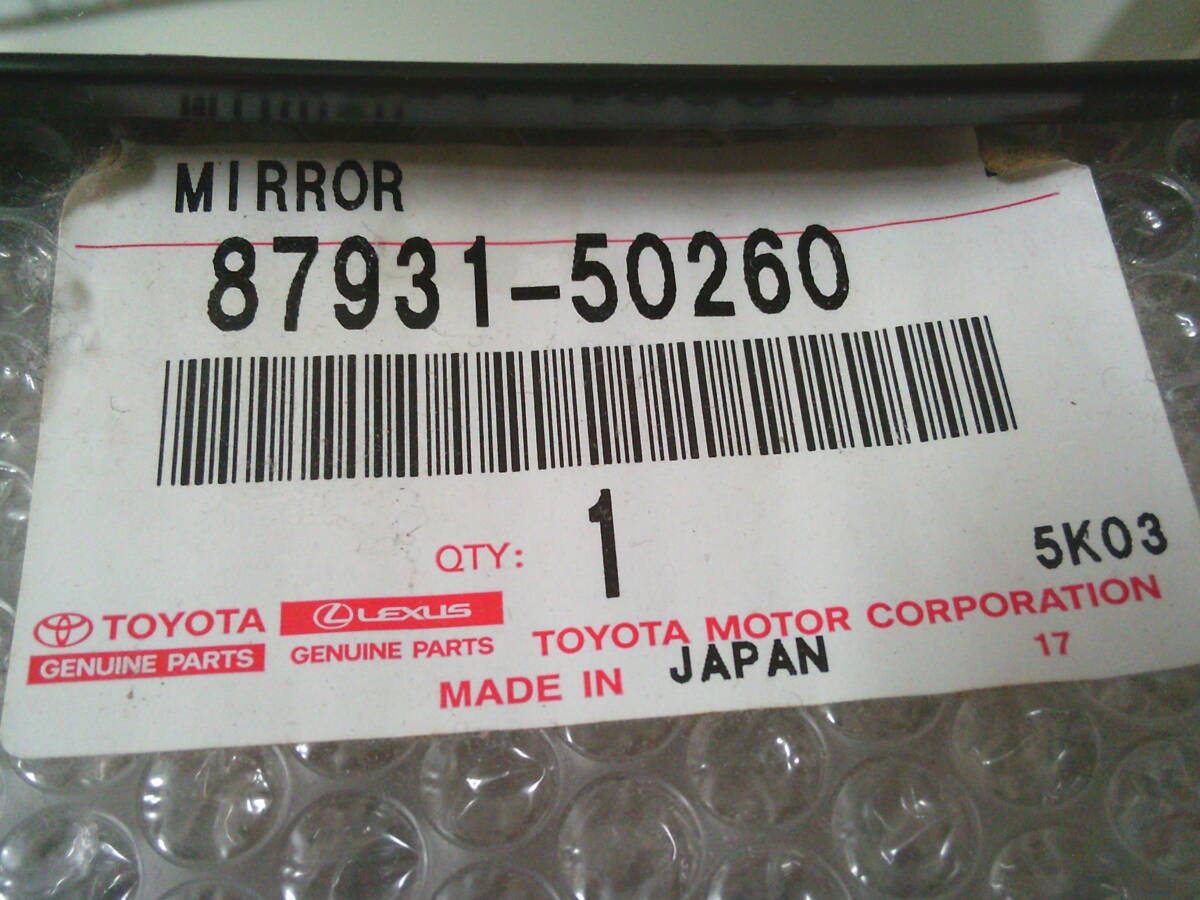 MIRROR
87931-50260
QTY: 1
5K03
TOYOTA
GENUINE PARTS
LEXUS
GENUINE PARTS
TOYOTA MOTOR CORPORATION
MADE IN JAPAN
17